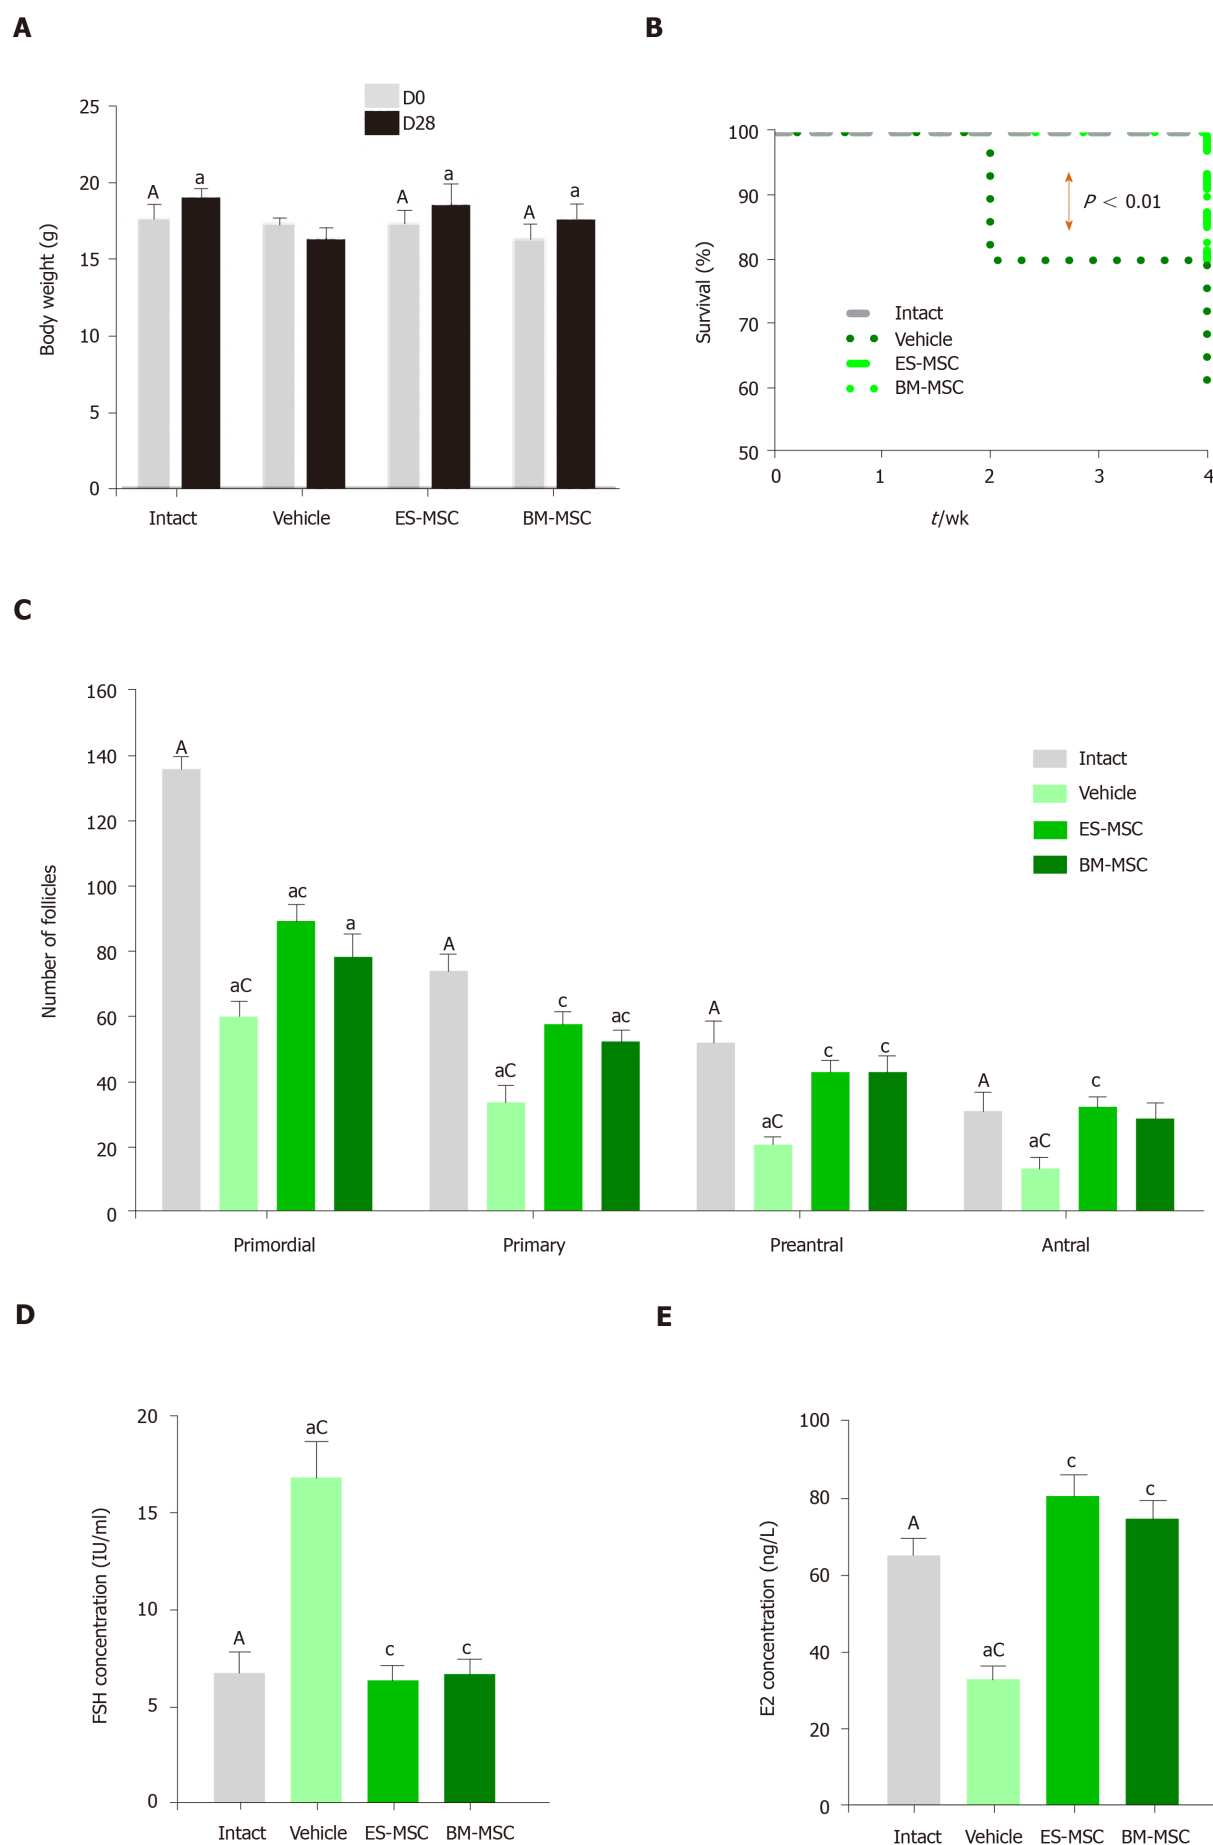 A
D0
D28
25
20
15
10
5
0
Body weight (g)
A
a
A
a
A
a
Intact
Vehicle
ES-MSC
BM-MSC
B
100
90
80
70
60
50
Survival (%)
P < 0.01
Intact
Vehicle
ES-MSC
BM-MSC
0
1
2
3
4
t/wk
C
160
140
120
100
80
60
40
20
0
Number of follicles
Intact
Vehicle
ES-MSC
BM-MSC
A
aC
ac
a
A
aC
c
ac
A
aC
c
c
A
aC
c
Primordial
Primary
Preantral
Antral
D
20
15
10
5
0
FSH concentration (IU/ml)
A
aC
c
c
Intact
Vehicle
ES-MSC
BM-MSC
E
100
80
60
40
20
0
E2 concentration (ng/L)
A
aC
c
c
Intact
Vehicle
ES-MSC
BM-MSC